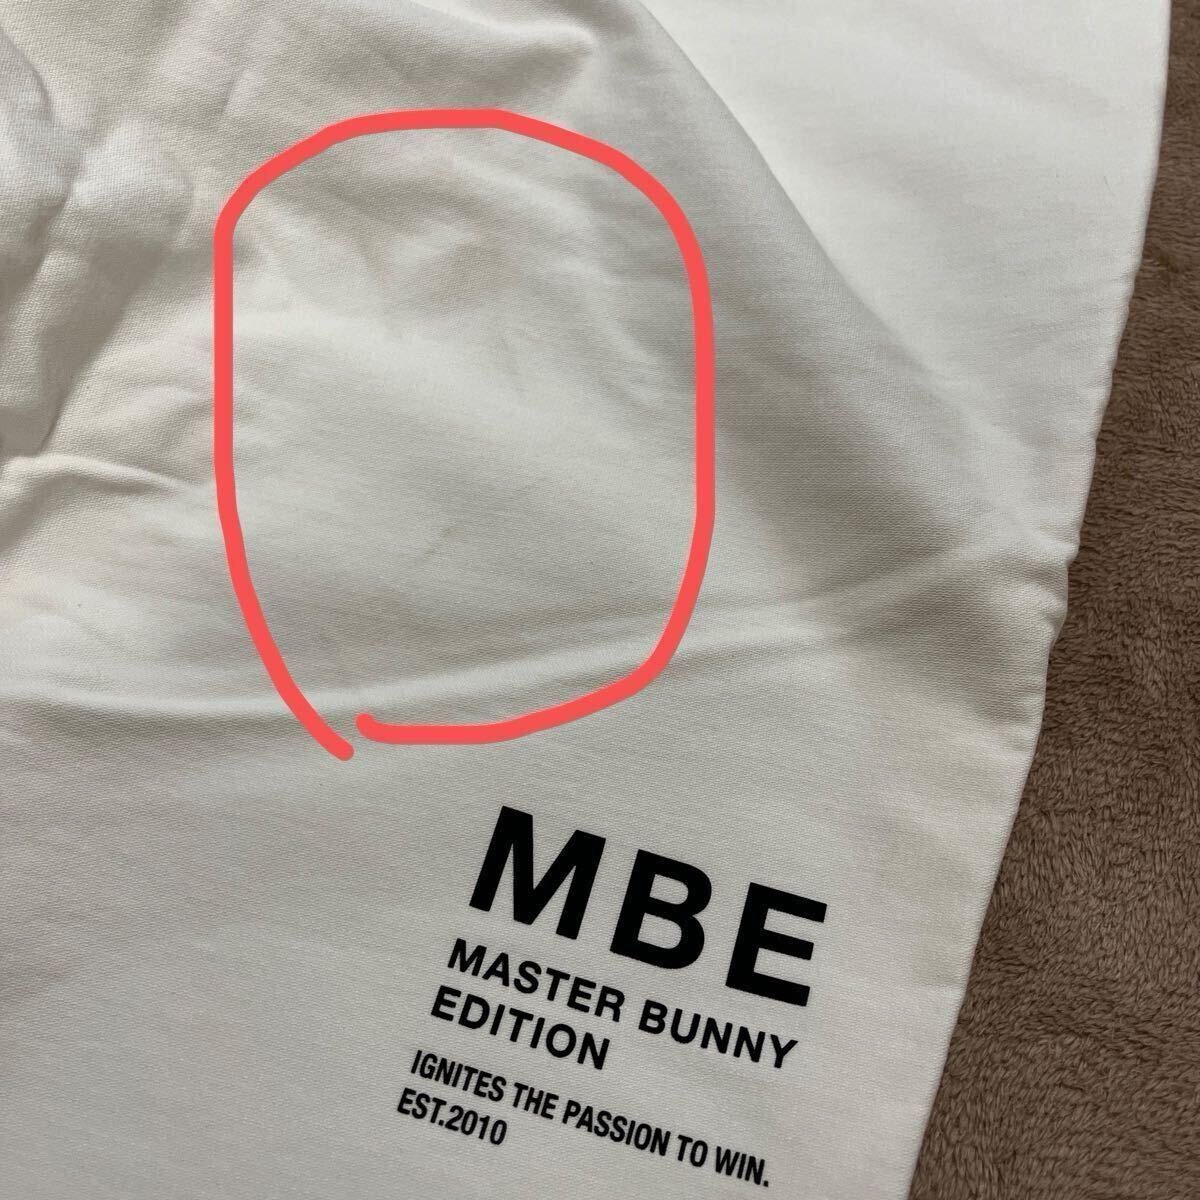 MBE
MASTER BUNNY
EDITION
IGNITES THE PASSION TO WIN.
EST.2010